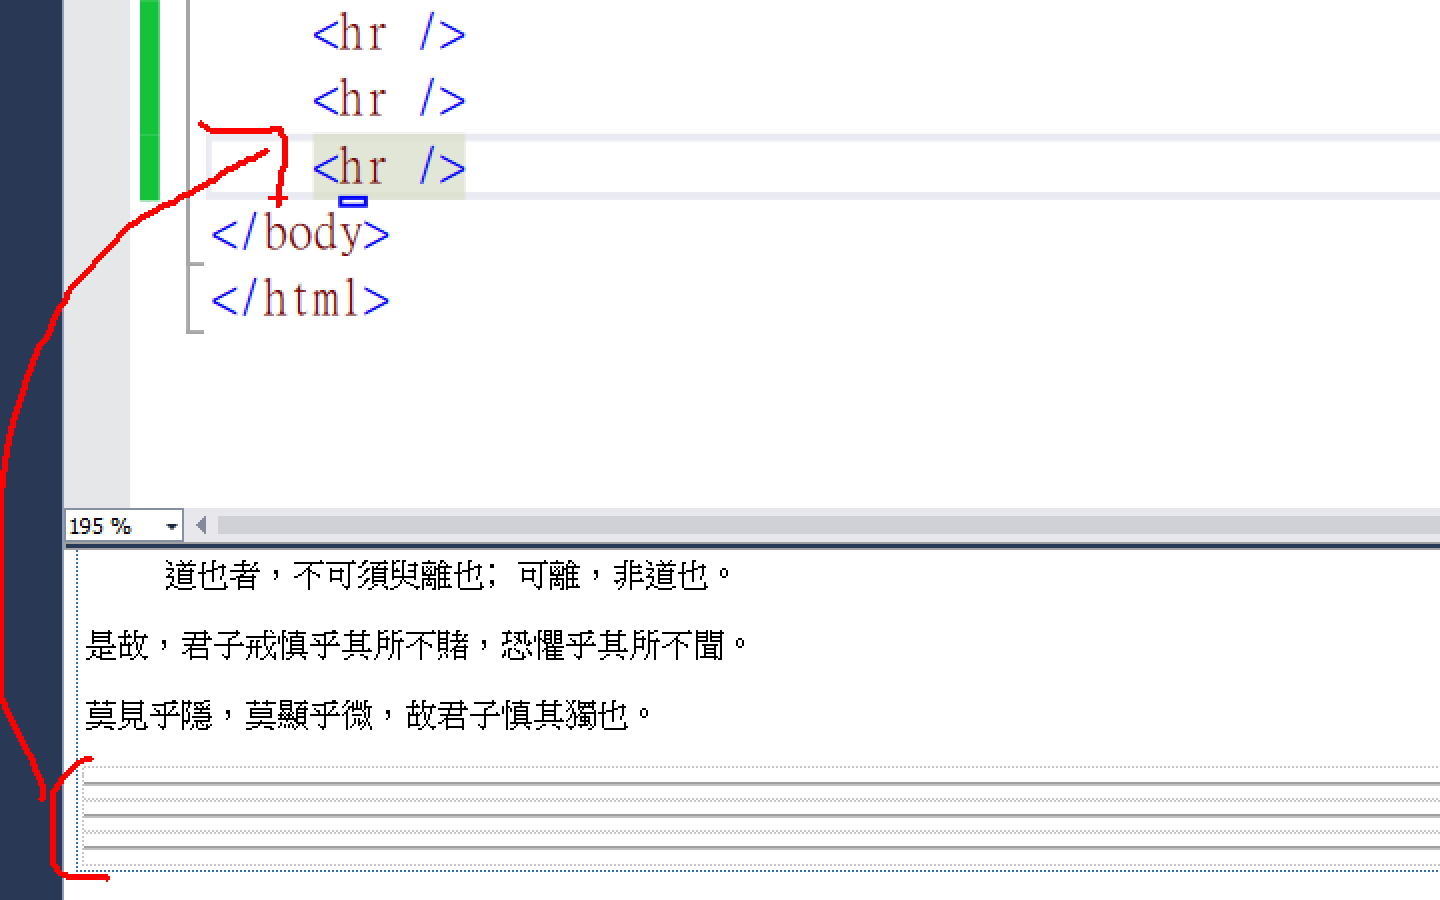 <hr />
<hr />
<hr />
</body>
</html>
195 %
道也者，不可須臾離也; 可離，非道也。
是故，君子戒慎乎其所不賭，恐懼乎其所不聞。
莫見乎隱，莫顯乎微，故君子慎其獨也。